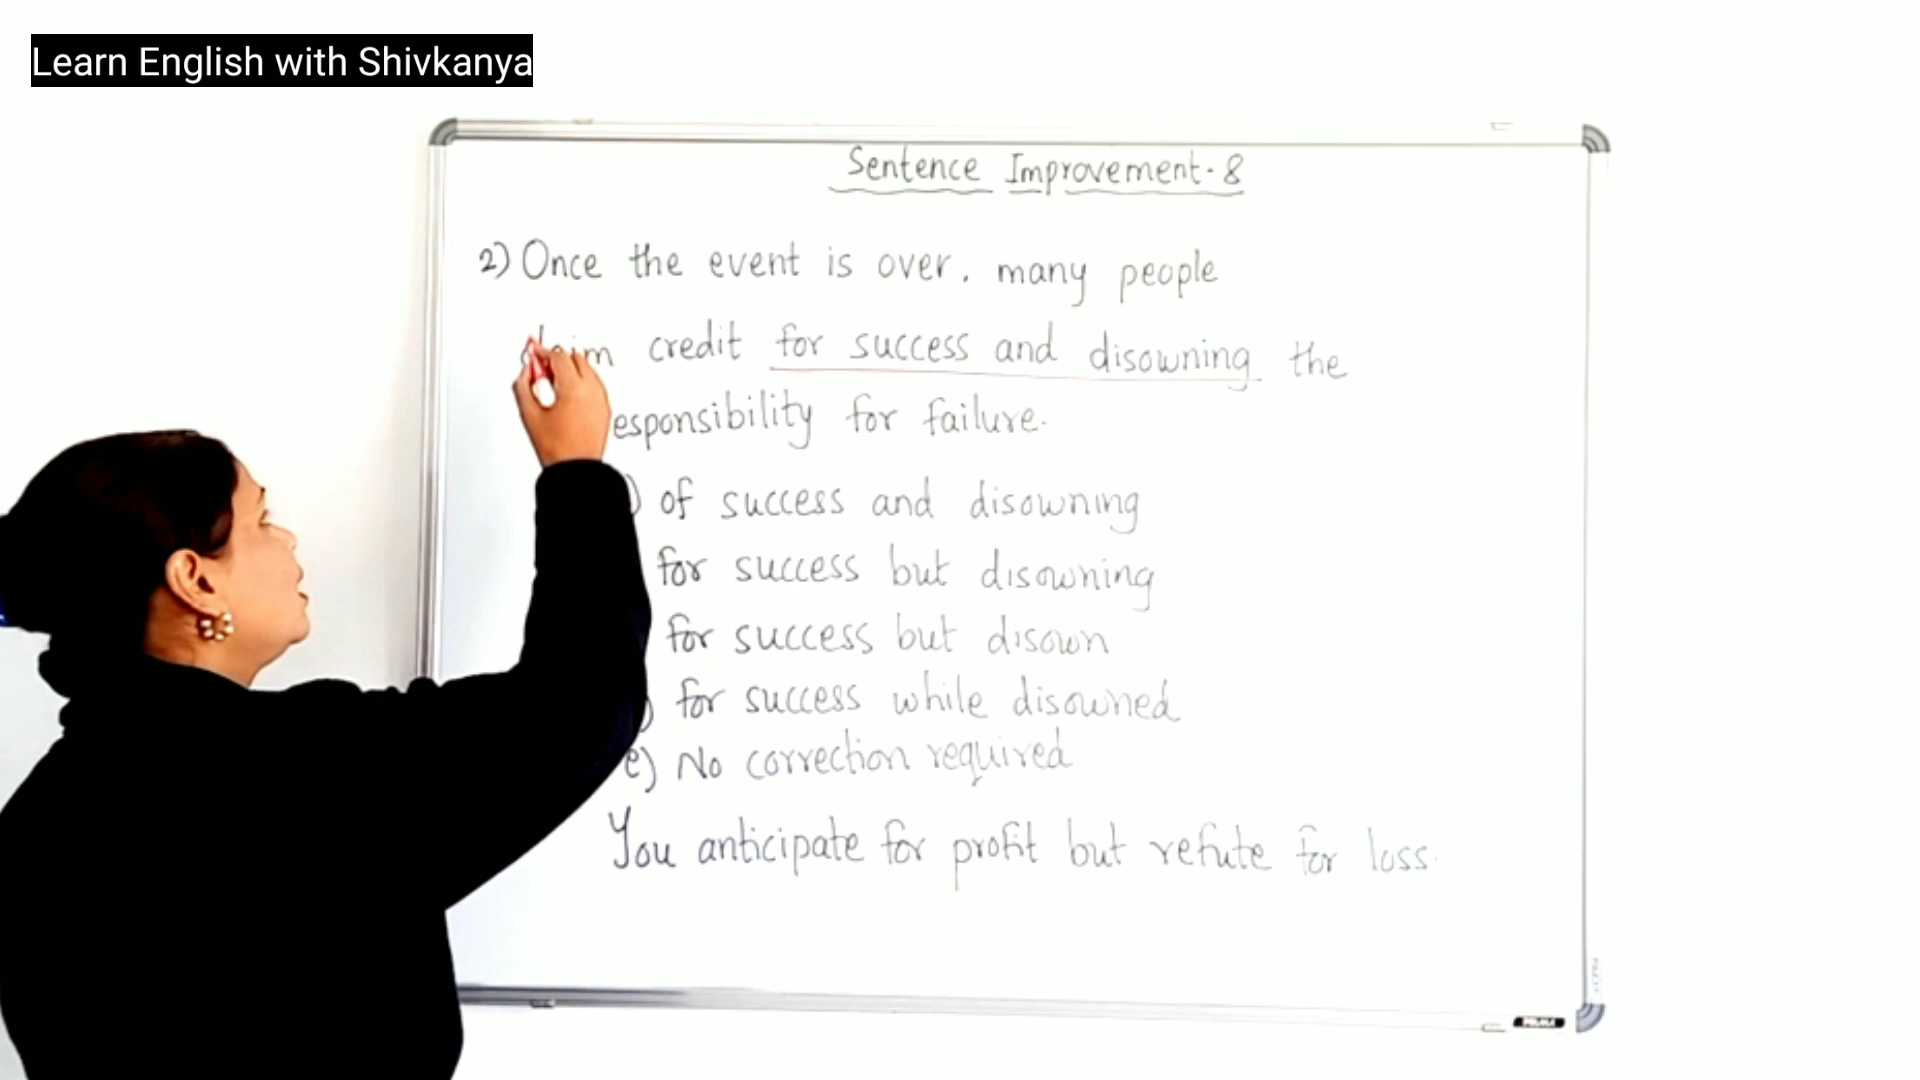 Learn English with Shivkanya
Sentence Improvement-8
2) Once the event is over. many people
claim credit for success and disowning the
esponsibility for failure.
) of success and disowning
for success but disowning
for success but disown
) for success while disowned
e) No correction required
You anticipate for profit but refute for loss.